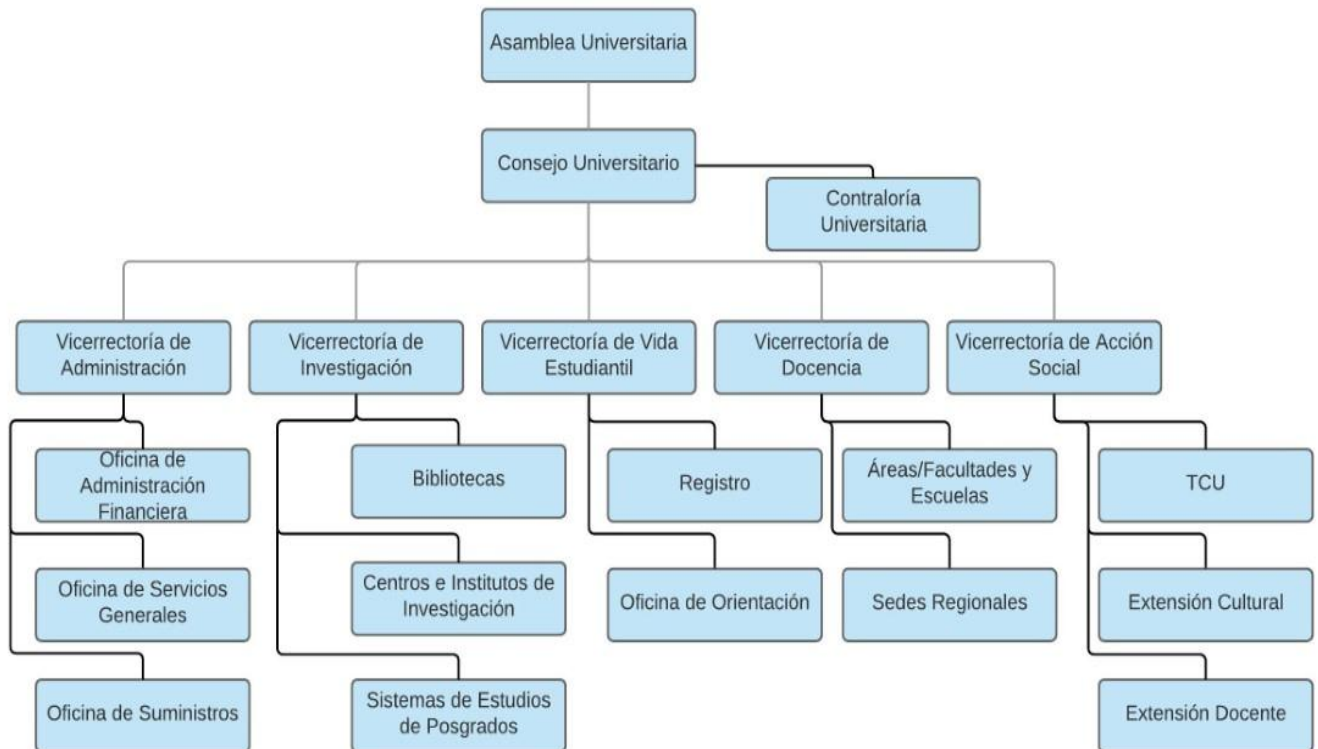 Asamblea Universitaria
Consejo Universitario
Contraloría
Universitaria
Vicerrectoría de
Administración
Vicerrectoría de
Investigación
Vicerrectoría de Vida
Estudiantil
Vicerrectoría de
Docencia
Vicerrectoría de Acción
Social
Oficina de
Administración
Financiera
Bibliotecas
Registro
Áreas/Facultades y
Escuelas
TCU
Oficina de Servicios
Generales
Centros e Institutos de
Investigación
Oficina de Orientación
Sedes Regionales
Extensión Cultural
Oficina de Suministros
Sistemas de Estudios
de Posgrados
Extensión Docente